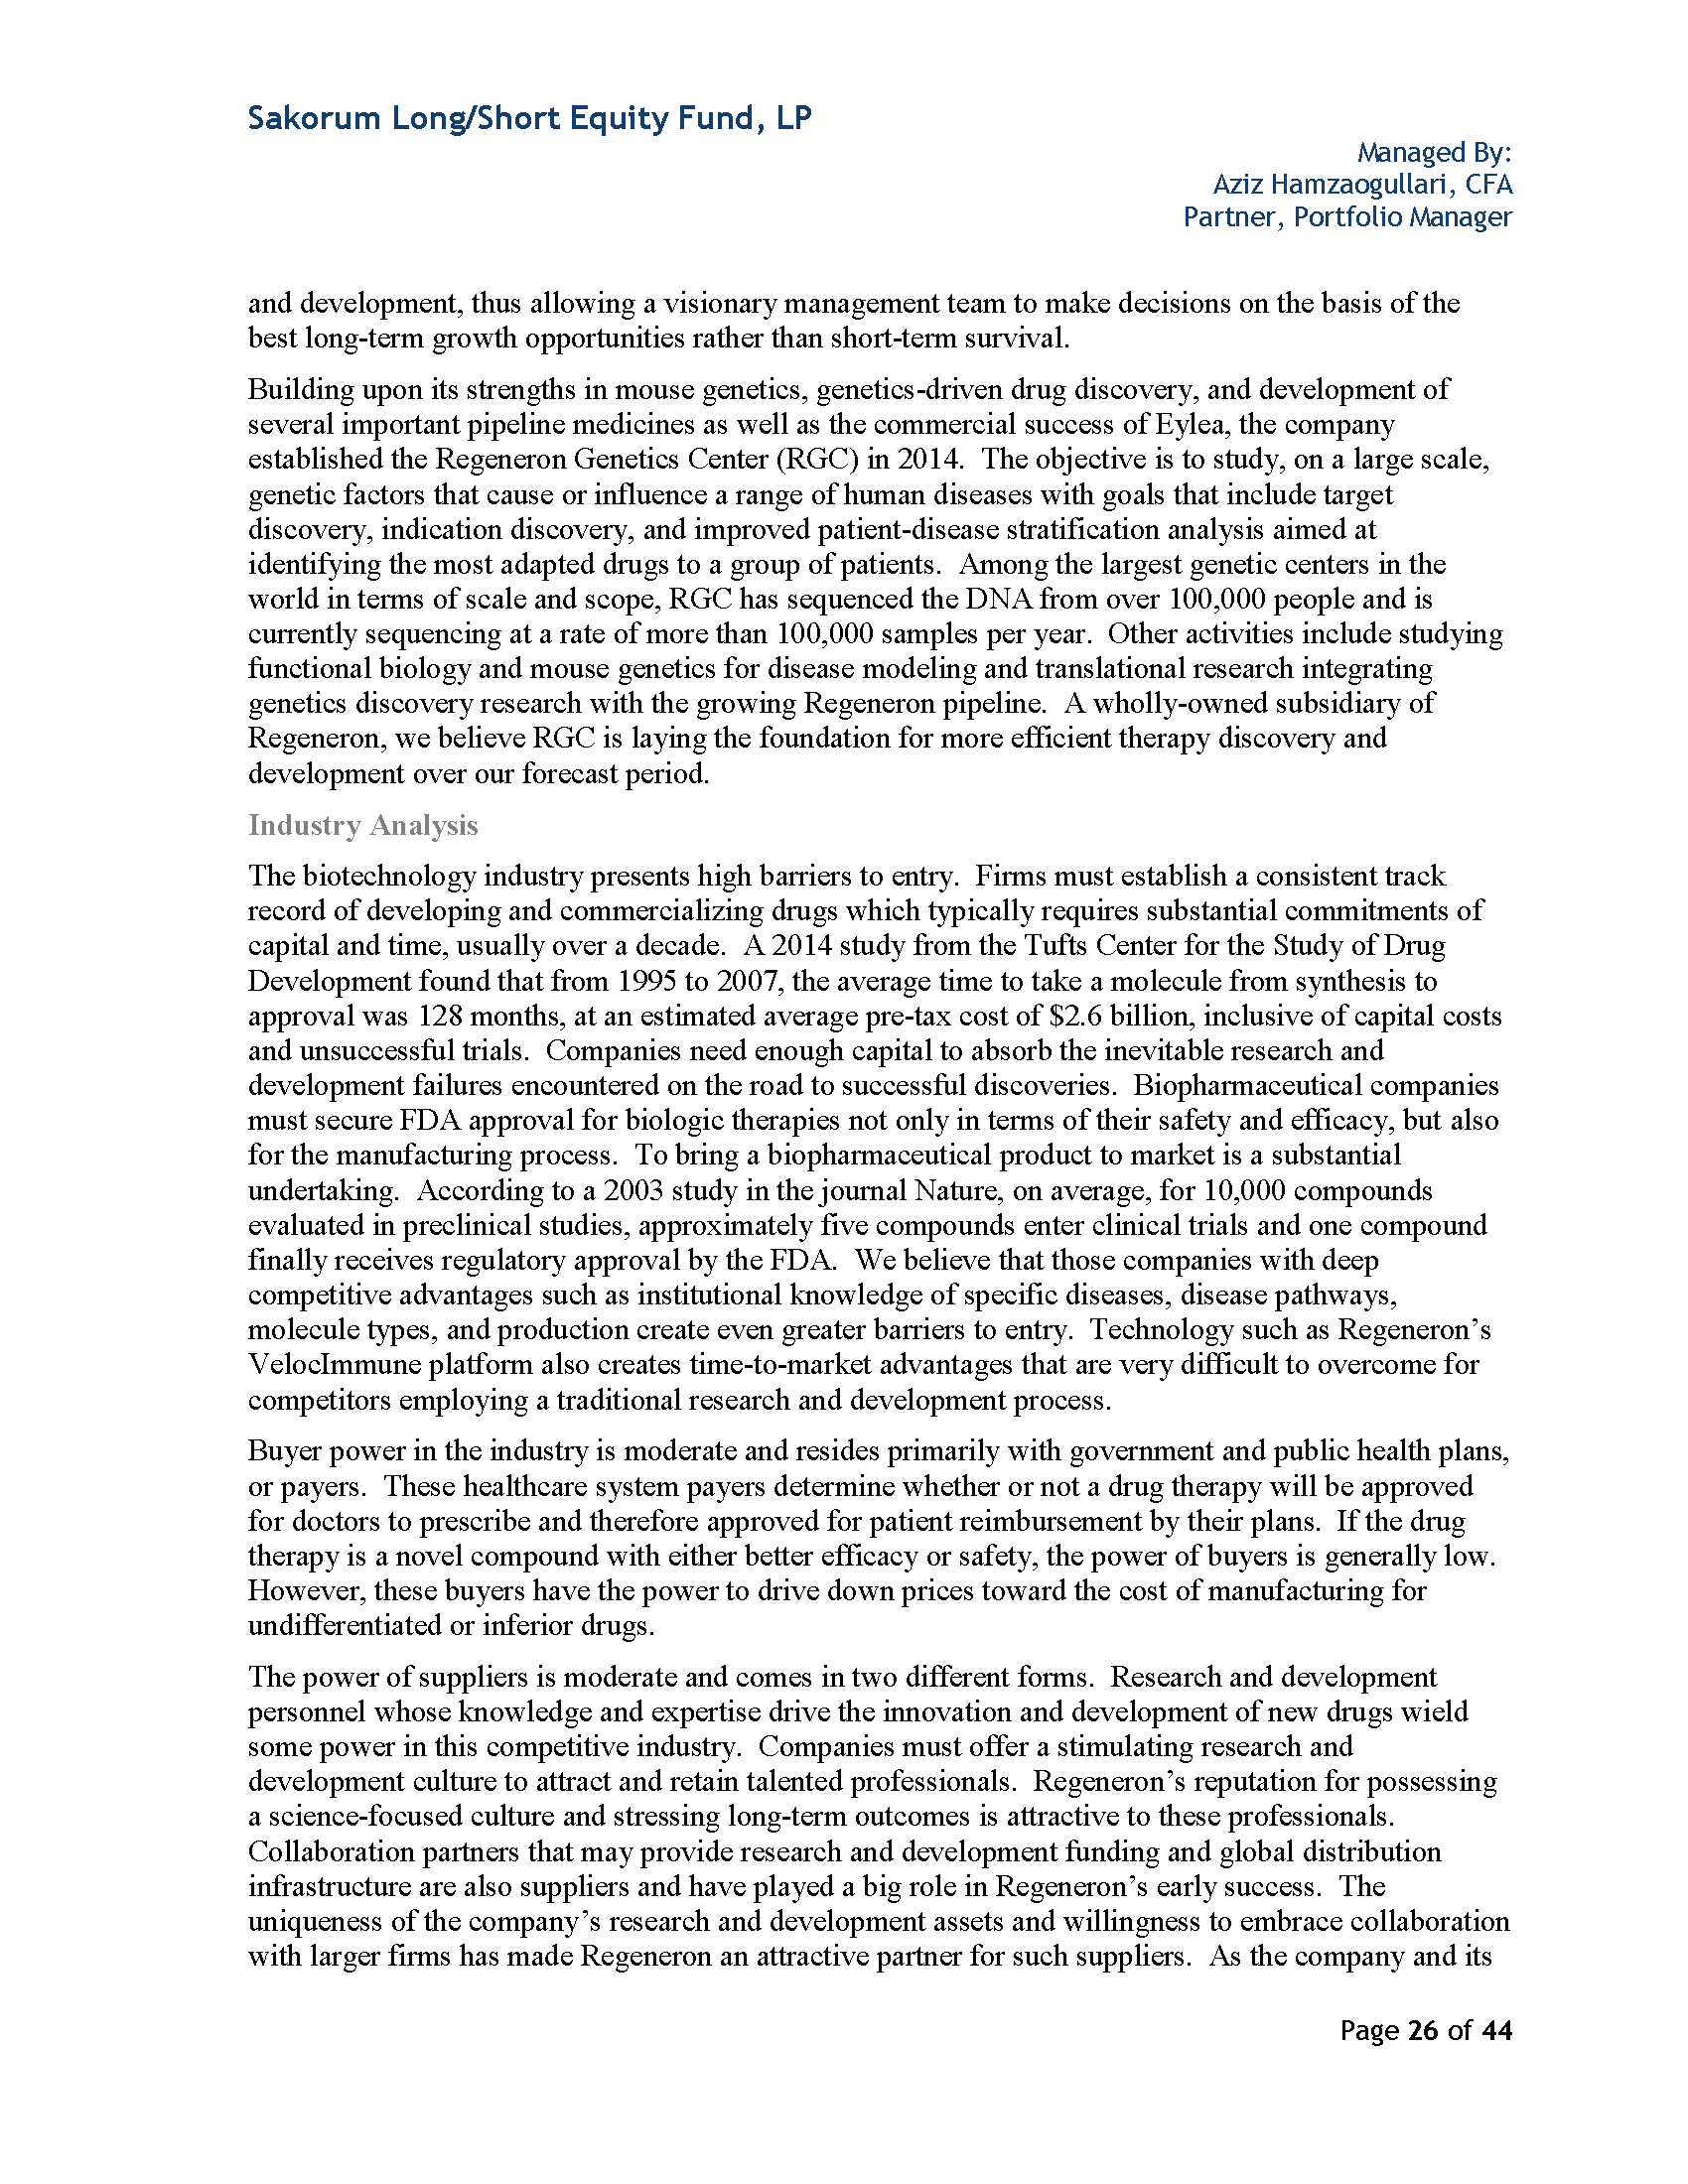 Sakorum Long/Short Equity Fund, LP
Managed By:
Aziz Hamzaogullari, CFA
Partner, Portfolio Manager
and development, thus allowing a visionary management team to make decisions on the basis of the
best long-term growth opportunities rather than short-term survival.
Building upon its strengths in mouse genetics, genetics-driven drug discovery, and development of
several important pipeline medicines as well as the commercial success of Eylea, the company
established the Regeneron Genetics Center (RGC) in 2014.  The objective is to study, on a large scale,
genetic factors that cause or influence a range of human diseases with goals that include target
discovery, indication discovery, and improved patient-disease stratification analysis aimed at
identifying the most adapted drugs to a group of patients.  Among the largest genetic centers in the
world in terms of scale and scope, RGC has sequenced the DNA from over 100,000 people and is
currently sequencing at a rate of more than 100,000 samples per year.  Other activities include studying
functional biology and mouse genetics for disease modeling and translational research integrating
genetics discovery research with the growing Regeneron pipeline.  A wholly-owned subsidiary of
Regeneron, we believe RGC is laying the foundation for more efficient therapy discovery and
development over our forecast period.
Industry Analysis
The biotechnology industry presents high barriers to entry.  Firms must establish a consistent track
record of developing and commercializing drugs which typically requires substantial commitments of
capital and time, usually over a decade.  A 2014 study from the Tufts Center for the Study of Drug
Development found that from 1995 to 2007, the average time to take a molecule from synthesis to
approval was 128 months, at an estimated average pre-tax cost of $2.6 billion, inclusive of capital costs
and unsuccessful trials.  Companies need enough capital to absorb the inevitable research and
development failures encountered on the road to successful discoveries.  Biopharmaceutical companies
must secure FDA approval for biologic therapies not only in terms of their safety and efficacy, but also
for the manufacturing process.  To bring a biopharmaceutical product to market is a substantial
undertaking.  According to a 2003 study in the journal Nature, on average, for 10,000 compounds
evaluated in preclinical studies, approximately five compounds enter clinical trials and one compound
finally receives regulatory approval by the FDA.  We believe that those companies with deep
competitive advantages such as institutional knowledge of specific diseases, disease pathways,
molecule types, and production create even greater barriers to entry.  Technology such as Regeneron’s
VelocImmune platform also creates time-to-market advantages that are very difficult to overcome for
competitors employing a traditional research and development process.
Buyer power in the industry is moderate and resides primarily with government and public health plans,
or payers.  These healthcare system payers determine whether or not a drug therapy will be approved
for doctors to prescribe and therefore approved for patient reimbursement by their plans.  If the drug
therapy is a novel compound with either better efficacy or safety, the power of buyers is generally low.
However, these buyers have the power to drive down prices toward the cost of manufacturing for
undifferentiated or inferior drugs.
The power of suppliers is moderate and comes in two different forms.  Research and development
personnel whose knowledge and expertise drive the innovation and development of new drugs wield
some power in this competitive industry.  Companies must offer a stimulating research and
development culture to attract and retain talented professionals.  Regeneron’s reputation for possessing
a science-focused culture and stressing long-term outcomes is attractive to these professionals.
Collaboration partners that may provide research and development funding and global distribution
infrastructure are also suppliers and have played a big role in Regeneron’s early success.  The
uniqueness of the company’s research and development assets and willingness to embrace collaboration
with larger firms has made Regeneron an attractive partner for such suppliers.  As the company and its
Page 26 of 44